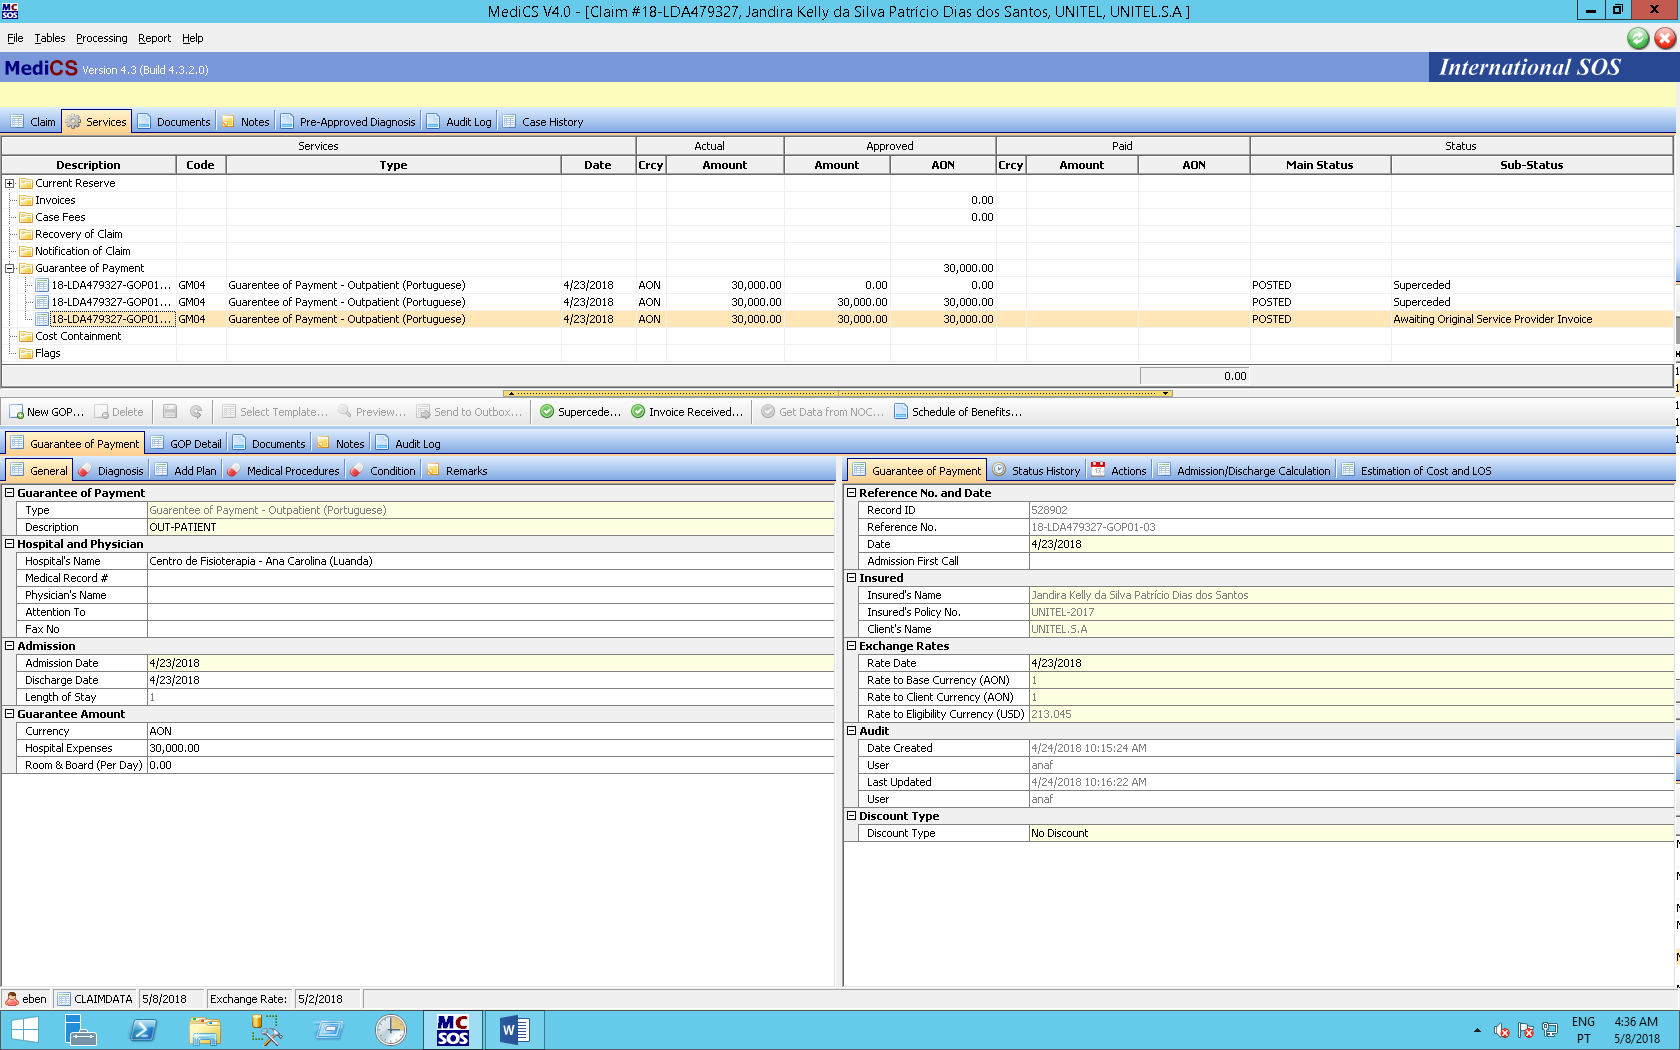 MC SOS MediCS V4.0 - [Claim #18-LDA479327, Jandira Kelly da Silva Patrício Dias dos Santos, UNITEL, UNITEL.S.A ]
File Tables Processing Report Help
MediCS Version 4.3 (Build 4.3.2.0) International SOS
Claim Services Documents Notes Pre-Approved Diagnosis Audit Log Case History
Services Actual Approved Paid Status
Description Code Type Date Crcy Amount Amount AON Crcy Amount AON Main Status Sub-Status
Current Reserve
Invoices 0.00
Case Fees 0.00
Recovery of Claim
Notification of Claim
Guarantee of Payment 30,000.00
18-LDA479327-GOP01... GM04 Guarentee of Payment - Outpatient (Portuguese) 4/23/2018 AON 30,000.00 0.00 0.00 POSTED Superceded
18-LDA479327-GOP01... GM04 Guarentee of Payment - Outpatient (Portuguese) 4/23/2018 AON 30,000.00 30,000.00 30,000.00 POSTED Superceded
18-LDA479327-GOP01... GM04 Guarentee of Payment - Outpatient (Portuguese) 4/23/2018 AON 30,000.00 30,000.00 30,000.00 POSTED Awaiting Original Service Provider Invoice
Cost Containment
Flags
0.00
New GOP... Delete Select Template... Preview... Send to Outbox... Supercede... Invoice Received... Get Data from NOC... Schedule of Benefits...
Guarantee of Payment GOP Detail Documents Notes Audit Log
General Diagnosis Add Plan Medical Procedures Condition Remarks
Guarantee of Payment
Type Guarentee of Payment - Outpatient (Portuguese)
Description OUT-PATIENT
Hospital and Physician
Hospital's Name Centro de Fisioterapia - Ana Carolina (Luanda)
Medical Record #
Physician's Name
Attention To
Fax No
Admission
Admission Date 4/23/2018
Discharge Date 4/23/2018
Length of Stay 1
Guarantee Amount
Currency AON
Hospital Expenses 30,000.00
Room & Board (Per Day) 0.00
Guarantee of Payment Status History Actions Admission/Discharge Calculation Estimation of Cost and LOS
Reference No. and Date
Record ID 528902
Reference No. 18-LDA479327-GOP01-03
Date 4/23/2018
Admission First Call
Insured
Insured's Name Jandira Kelly da Silva Patrício Dias dos Santos
Insured's Policy No. UNITEL-2017
Client's Name UNITEL.S.A
Exchange Rates
Rate Date 4/23/2018
Rate to Base Currency (AON) 1
Rate to Client Currency (AON) 1
Rate to Eligibility Currency (USD) 213.045
Audit
Date Created 4/24/2018 10:15:24 AM
User anaf
Last Updated 4/24/2018 10:16:22 AM
User anaf
Discount Type
Discount Type No Discount
eben CLAIMDATA 5/8/2018 Exchange Rate: 5/2/2018
MC SOS ENG 4:36 AM
PT 5/8/2018